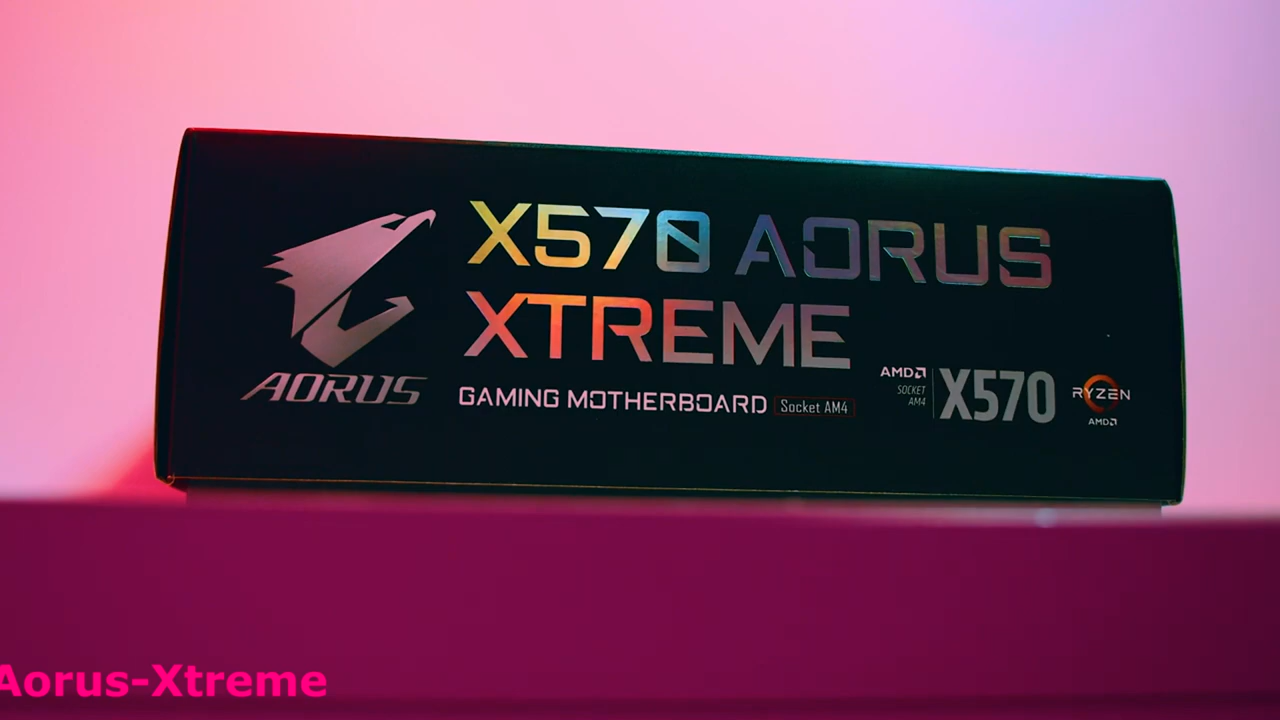 X570 AORUS
XTREME
AORUS
GAMING MOTHERBOARD Socket AM4
AMD
SOCKET
AM4
X570
RYZEN
AMD
Aorus-Xtreme